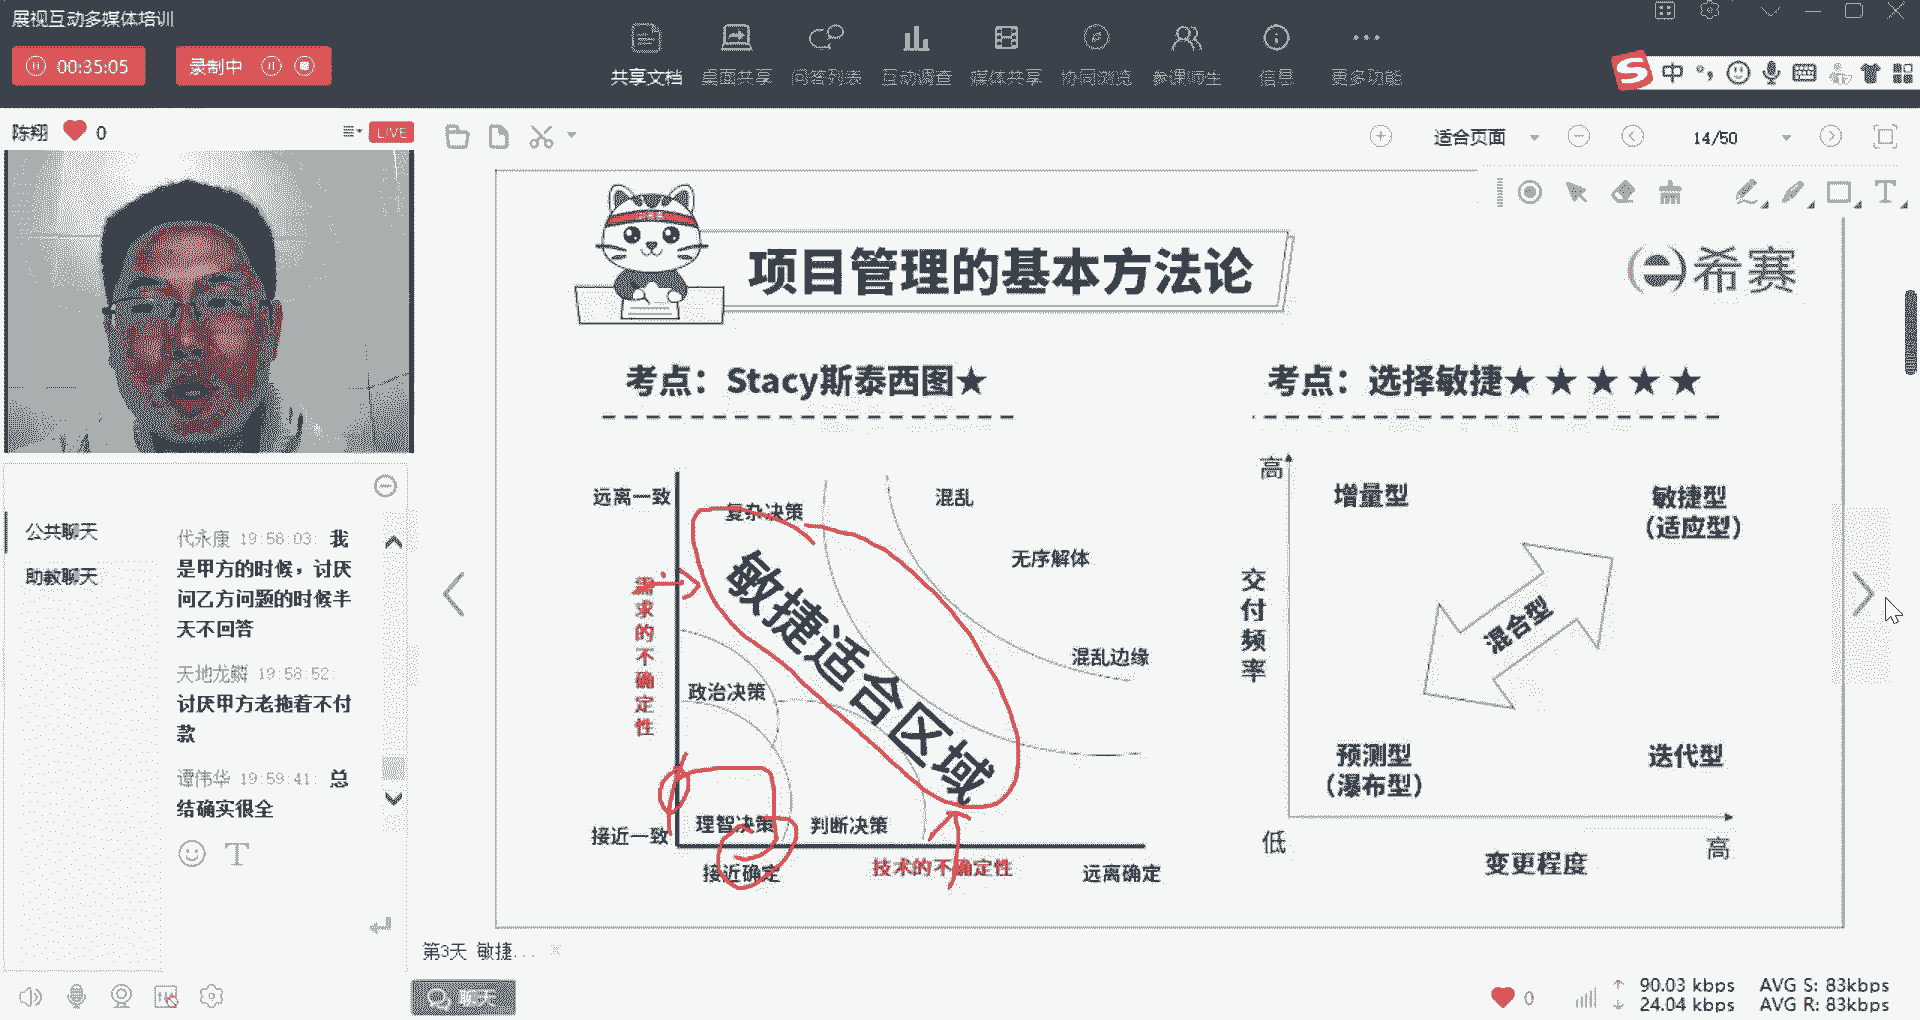 展视互动多媒体培训
00:35:05
录制中
共享文档
桌面共享
问答列表
互动调查
媒体共享
协同浏览
参课师生
信息
更多功能
中
陈翔
0
LIVE
适合页面
14/50
公共聊天
助教聊天
代永康 19:58:03: 我
是甲方的时候，讨厌
问乙方问题的时候半
天不回答
天地龙鳞 19:58:52:
讨厌甲方老拖着不付
款
谭伟华 19:59:41: 总
结确实很全
项目管理的基本方法论
希赛
考点：Stacy斯泰西图★
远离一致
复杂决策
混乱
无序解体
敏捷适合区域
需求的不确定性
混乱边缘
政治决策
理智决策
判断决策
接近一致
接近确定
技术的不确定性
远离确定
考点：选择敏捷★★★★★
高
增量型
敏捷型
（适应型）
交付频率
混合型
预测型
（瀑布型）
迭代型
低
变更程度
高
第3天 敏捷...
聊天
0
90.03 kbps
AVG S: 83kbps
24.04 kbps
AVG R: 83kbps